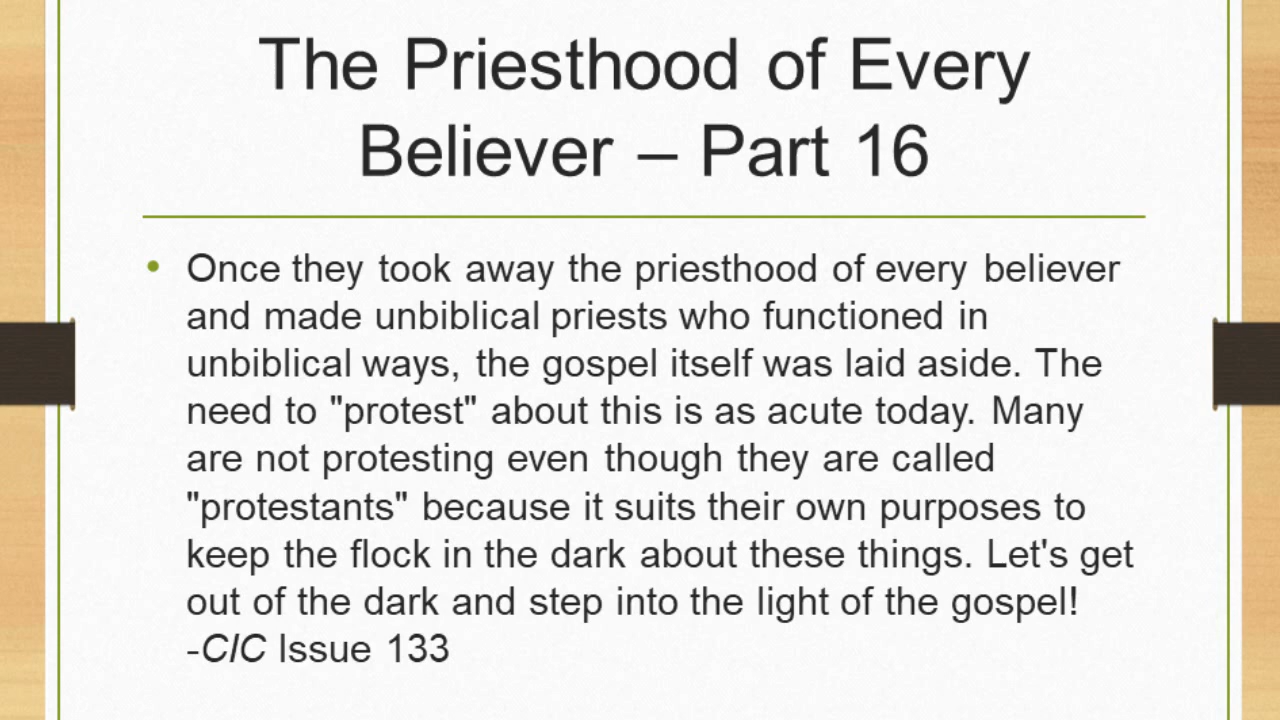 The Priesthood of Every
Believer – Part 16
• Once they took away the priesthood of every believer
and made unbiblical priests who functioned in
unbiblical ways, the gospel itself was laid aside. The
need to "protest" about this is as acute today. Many
are not protesting even though they are called
"protestants" because it suits their own purposes to
keep the flock in the dark about these things. Let's get
out of the dark and step into the light of the gospel!
-CIC Issue 133